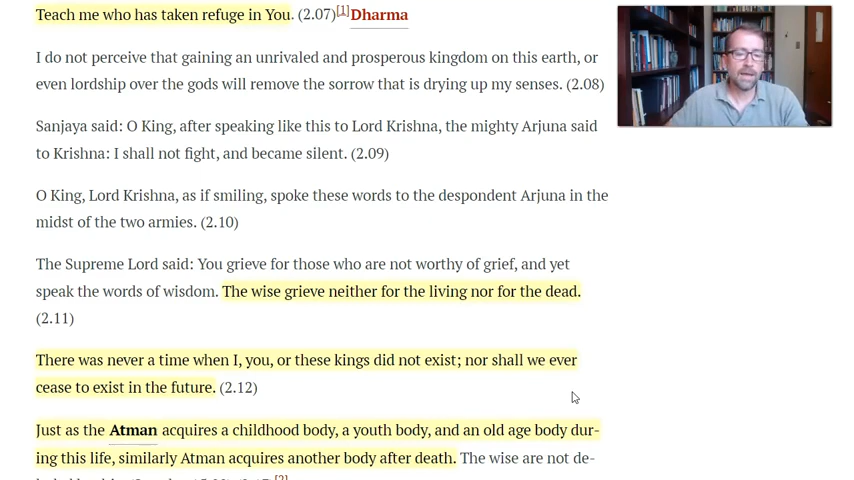 Teach me who has taken refuge in You. (2.07)[1]Dharma
I do not perceive that gaining an unrivaled and prosperous kingdom on this earth, or
even lordship over the gods will remove the sorrow that is drying up my senses. (2.08)
Sanjaya said: O King, after speaking like this to Lord Krishna, the mighty Arjuna said
to Krishna: I shall not fight, and became silent. (2.09)
O King, Lord Krishna, as if smiling, spoke these words to the despondent Arjuna in the
midst of the two armies. (2.10)
The Supreme Lord said: You grieve for those who are not worthy of grief, and yet
speak the words of wisdom. The wise grieve neither for the living nor for the dead.
(2.11)
There was never a time when I, you, or these kings did not exist; nor shall we ever
cease to exist in the future. (2.12)
Just as the Atman acquires a childhood body, a youth body, and an old age body dur-
ing this life, similarly Atman acquires another body after death. The wise are not de-
[2]